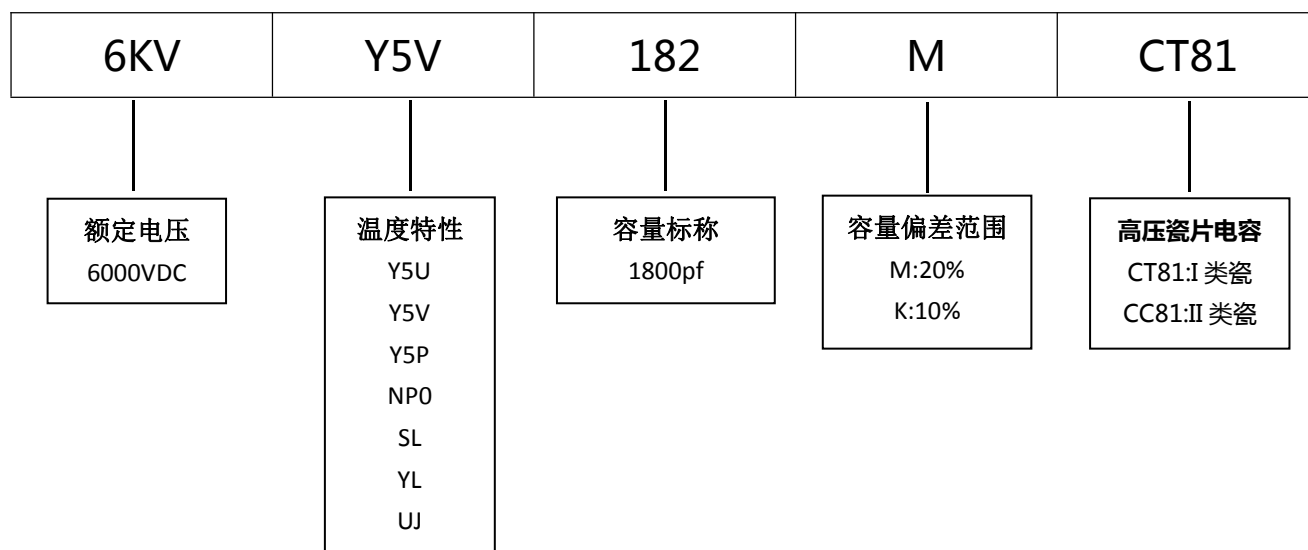 6KV Y5V 182 M CT81
额定电压
6000VDC
温度特性
Y5U
Y5V
Y5P
NP0
SL
YL
UJ
容量标称
1800pf
容量偏差范围
M:20%
K:10%
高压瓷片电容
CT81:I 类瓷
CC81:II 类瓷